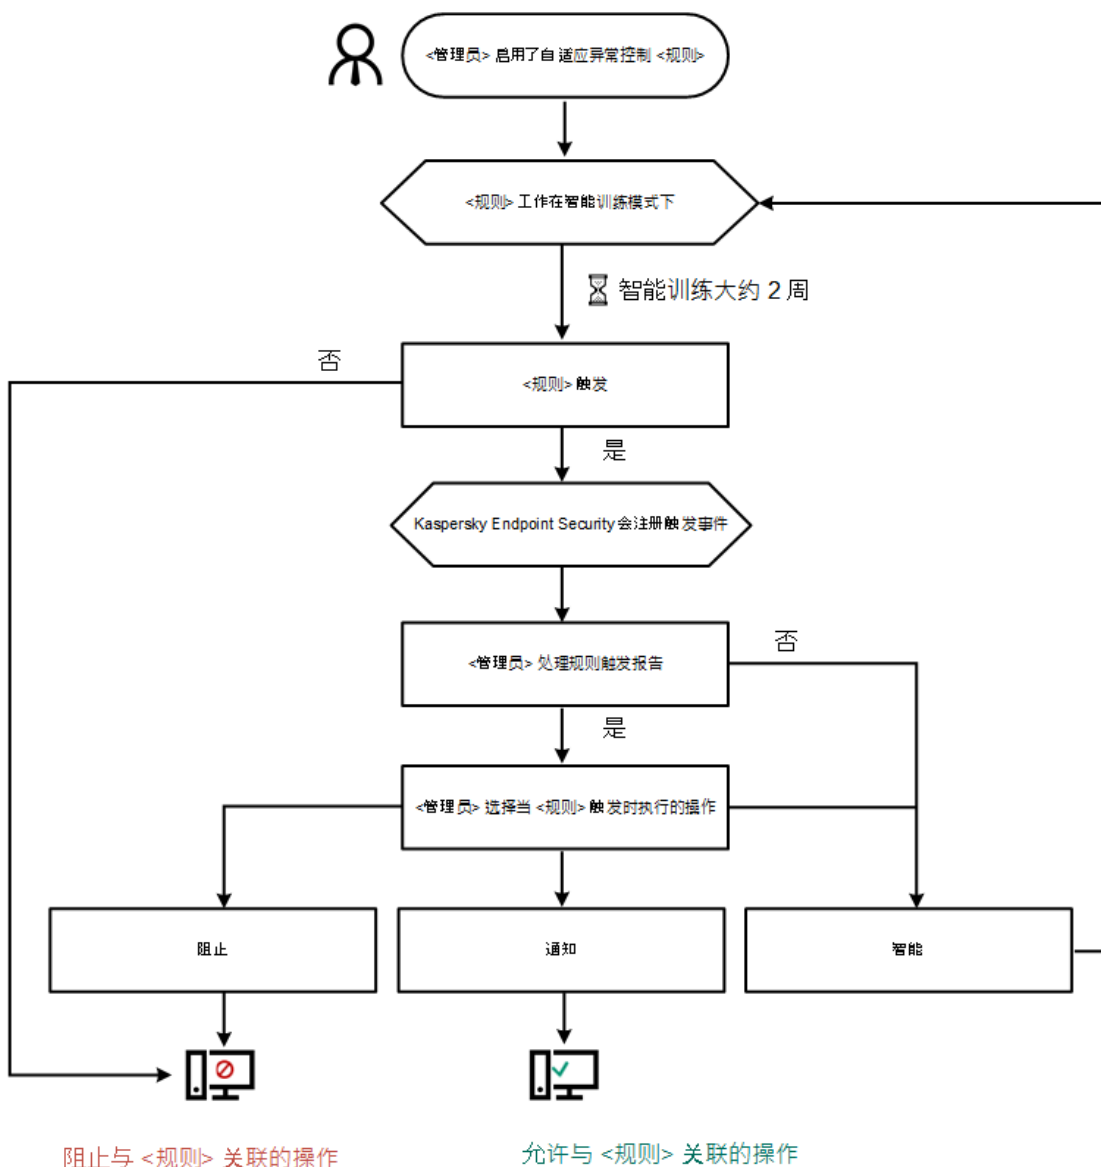 <管理员> 启用了自适应异常控制 <规则>
<规则> 工作在智能训练模式下
智能训练大约 2 周
否
<规则> 触发
是
Kaspersky Endpoint Security 会注册触发事件
否
<管理员> 处理规则触发报告
是
<管理员> 选择当 <规则> 触发时执行的操作
阻止
通知
智能
阻止与 <规则> 关联的操作
允许与 <规则> 关联的操作